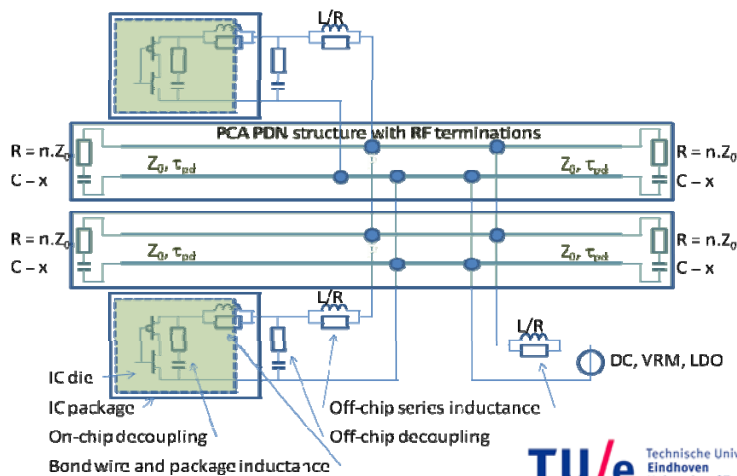 L/R
PCA PDN structure with RF terminations
R = n.Z₀
C – x
Z₀, τpd
Z₀, τpd
R = n.Z₀
C – x
R = n.Z₀
C – x
Z₀, τpd
Z₀, τpd
R = n.Z₀
C – x
L/R
L/R
DC, VRM, LDO
IC die
IC package
Off-chip series inductance
On-chip decoupling
Off-chip decoupling
Bond wire and package inductance
TU/e
Technische Univ
Eindhoven